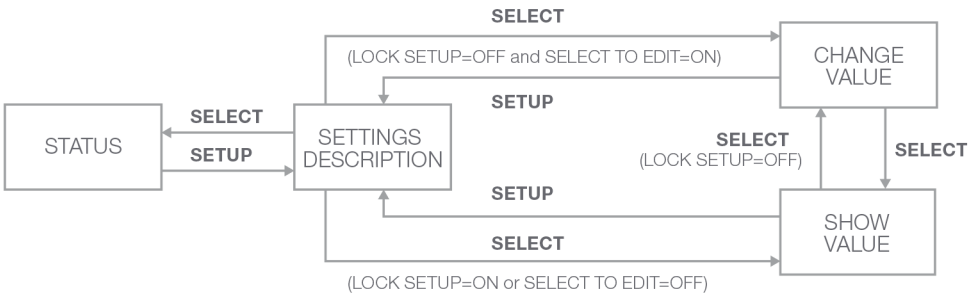 SELECT
(LOCK SETUP=OFF and SELECT TO EDIT=ON)
CHANGE
VALUE
SETUP
SELECT
STATUS
SETUP
SETTINGS
DESCRIPTION
SELECT
(LOCK SETUP=OFF)
SELECT
SETUP
SHOW
VALUE
SELECT
(LOCK SETUP=ON or SELECT TO EDIT=OFF)